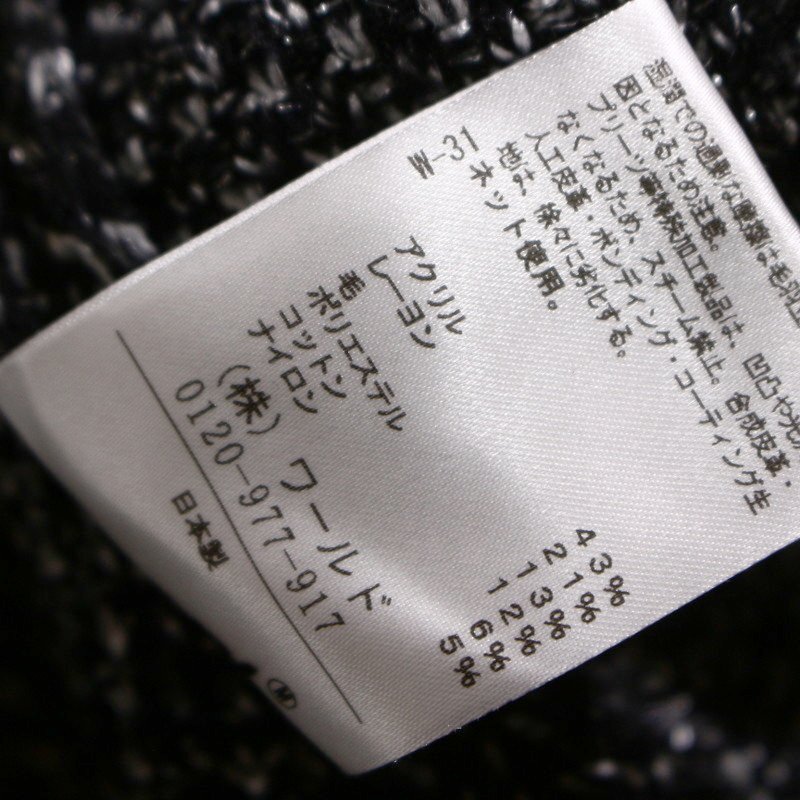 湿潤での過剰な摩擦は毛羽立
因となるため注意。
プリーツ等特殊加工製品は、凹凸や光
なくなるため、スチーム禁止。合成皮革・
人工皮革・ボンディング・コーティング生
地は、徐々に劣化する。
ネット使用。
アクリル 43%
レーヨン 21%
毛 13%
ポリエステル 12%
コットン 6%
ナイロン 5%
(株) ワールド
0120-977-917
日本製
Ⓜ